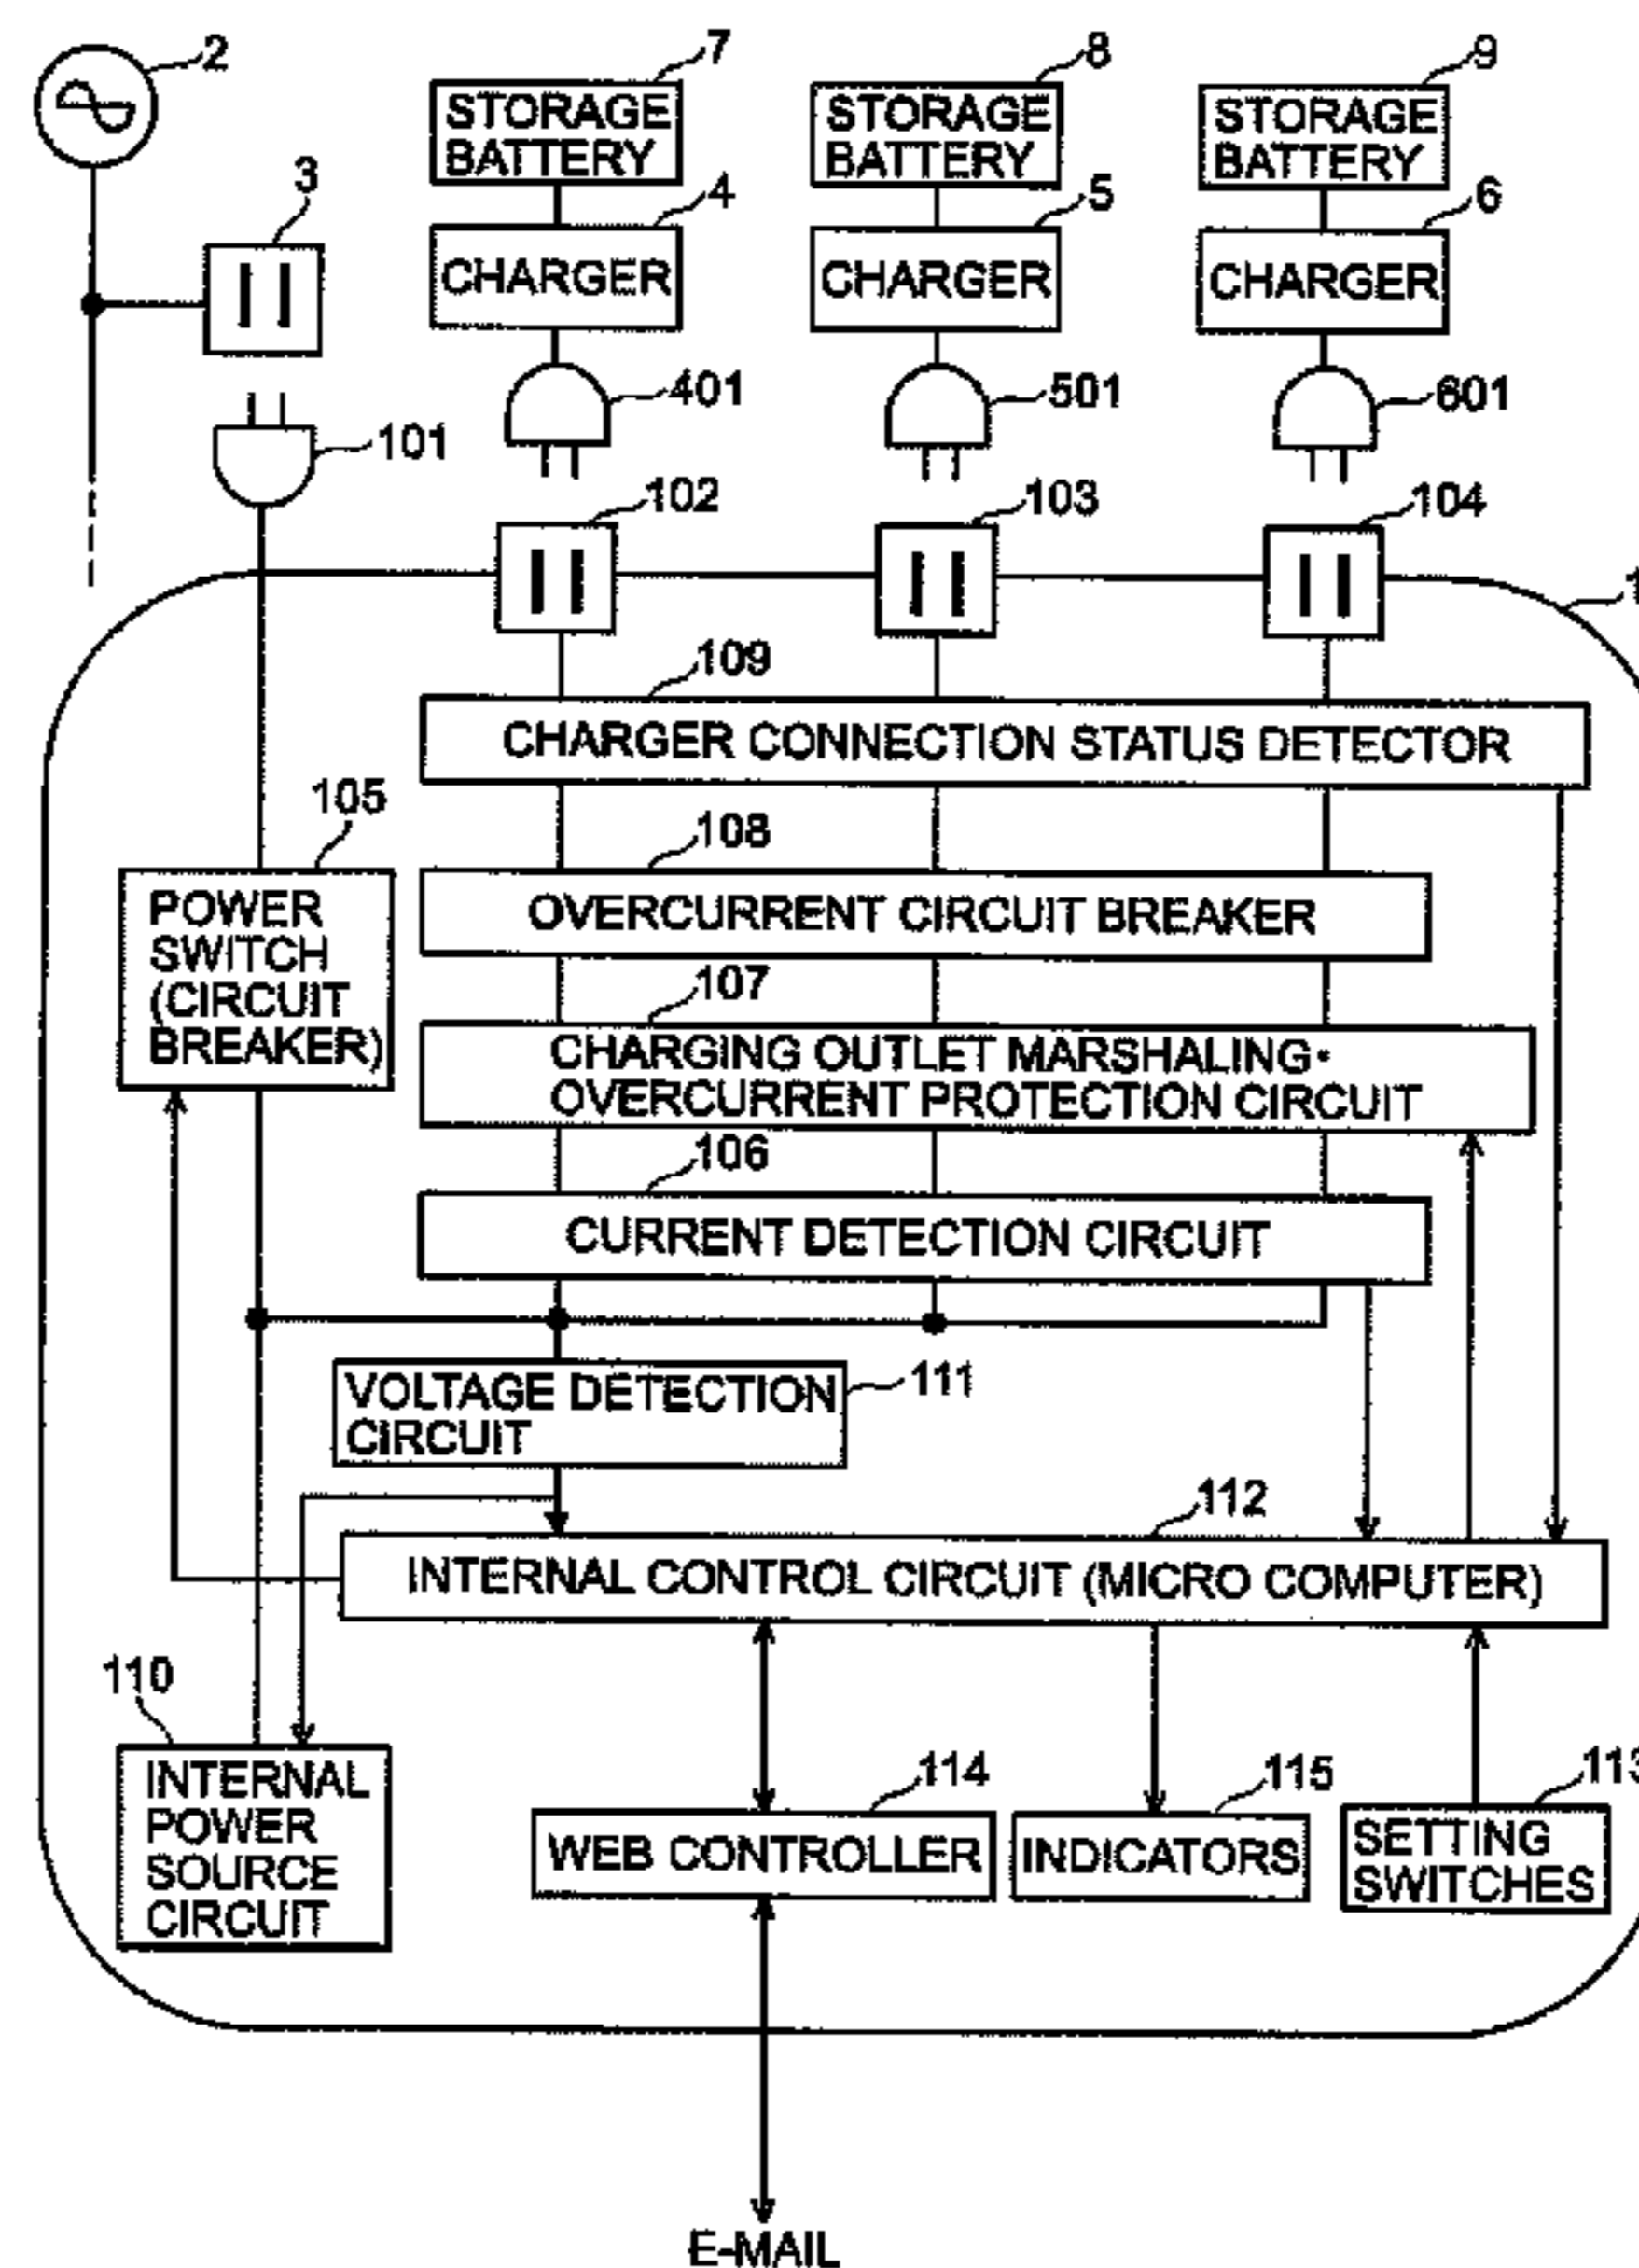 2
7
8
9
STORAGE
BATTERY
STORAGE
BATTERY
STORAGE
BATTERY
3
4
5
6
CHARGER
CHARGER
CHARGER
401
501
601
101
102
103
104
1
109
CHARGER CONNECTION STATUS DETECTOR
105
108
POWER
SWITCH
(CIRCUIT
BREAKER)
OVERCURRENT CIRCUIT BREAKER
107
CHARGING OUTLET MARSHALING·
OVERCURRENT PROTECTION CIRCUIT
106
CURRENT DETECTION CIRCUIT
VOLTAGE DETECTION
CIRCUIT
111
112
INTERNAL CONTROL CIRCUIT (MICRO COMPUTER)
110
INTERNAL
POWER
SOURCE
CIRCUIT
114
115
113
WEB CONTROLLER
INDICATORS
SETTING
SWITCHES
E-MAIL